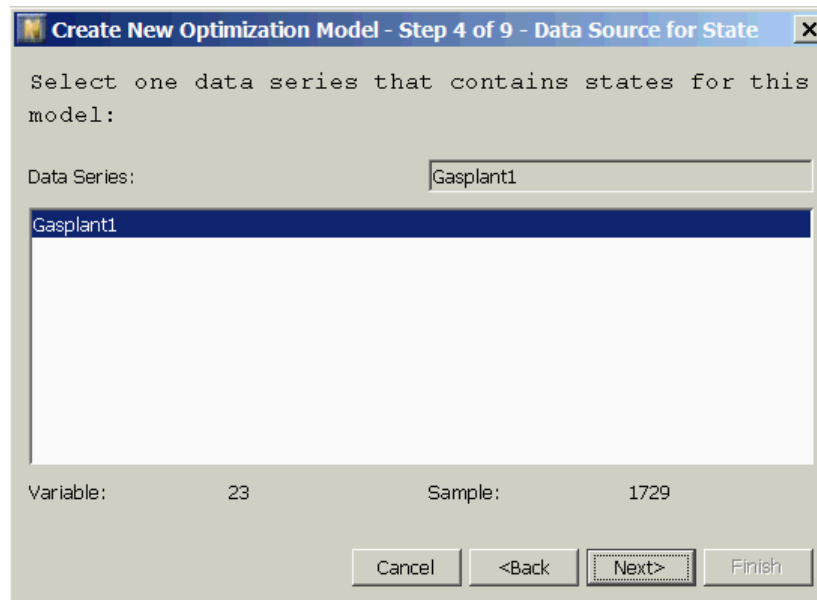 Create New Optimization Model - Step 4 of 9 - Data Source for State
Select one data series that contains states for this
model:
Data Series: Gasplant1
Gasplant1
Variable: 23 Sample: 1729
Cancel <Back Next> Finish